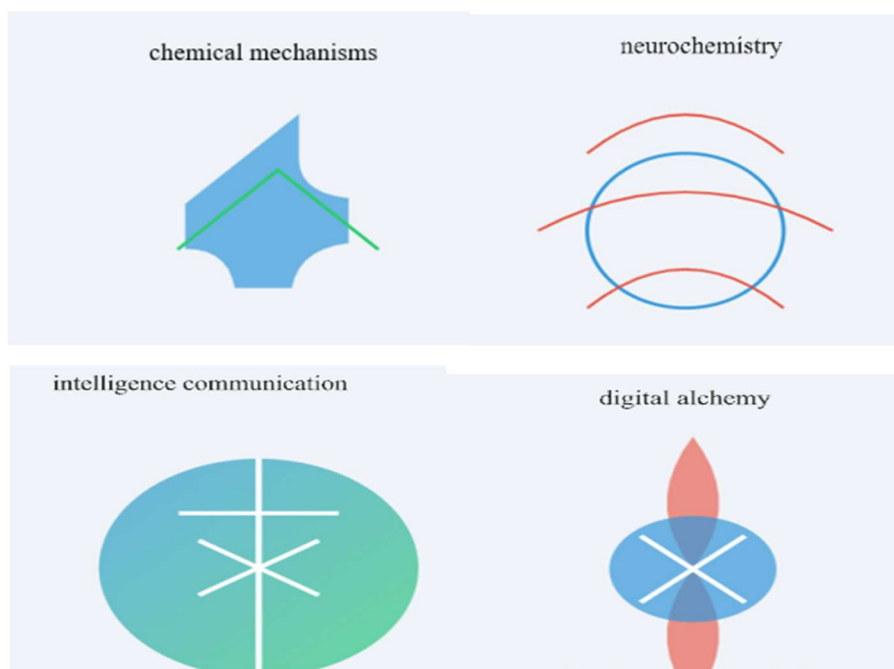 chemical mechanisms
neurochemistry
intelligence communication
digital alchemy